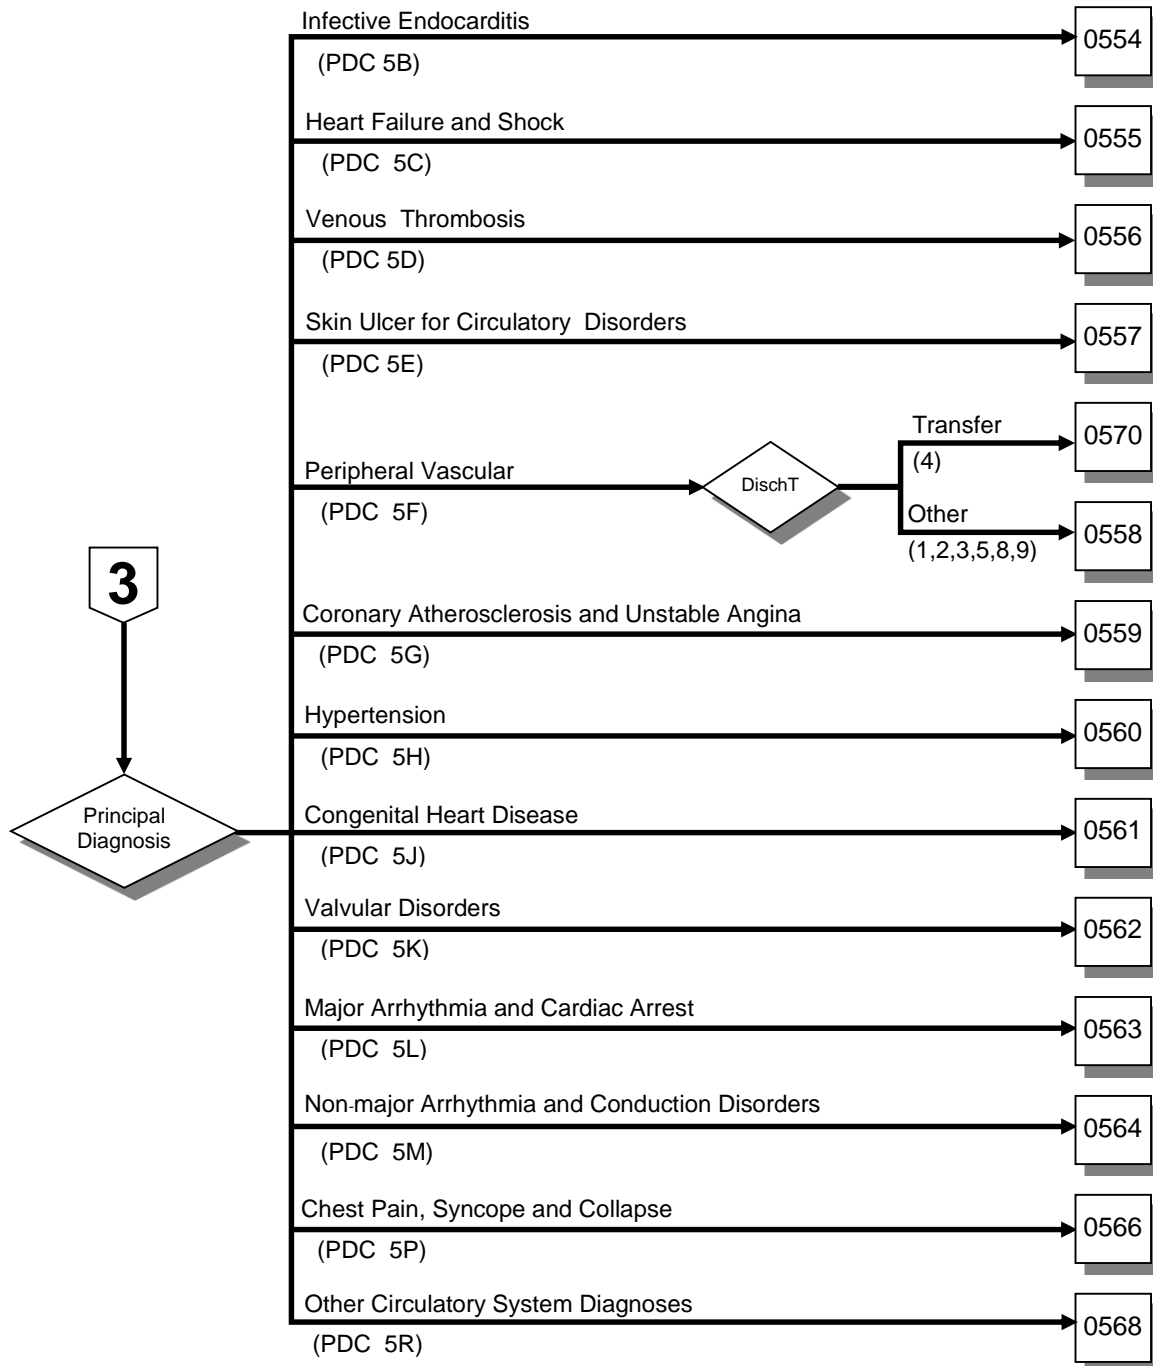 Infective Endocarditis
(PDC 5B)
0554
Heart Failure and Shock
(PDC 5C)
0555
Venous Thrombosis
(PDC 5D)
0556
Skin Ulcer for Circulatory Disorders
(PDC 5E)
0557
Peripheral Vascular
(PDC 5F)
DischT
Transfer
(4)
0570
Other
(1,2,3,5,8,9)
0558
3
Coronary Atherosclerosis and Unstable Angina
(PDC 5G)
0559
Hypertension
(PDC 5H)
0560
Principal
Diagnosis
Congenital Heart Disease
(PDC 5J)
0561
Valvular Disorders
(PDC 5K)
0562
Major Arrhythmia and Cardiac Arrest
(PDC 5L)
0563
Non-major Arrhythmia and Conduction Disorders
(PDC 5M)
0564
Chest Pain, Syncope and Collapse
(PDC 5P)
0566
Other Circulatory System Diagnoses
(PDC 5R)
0568